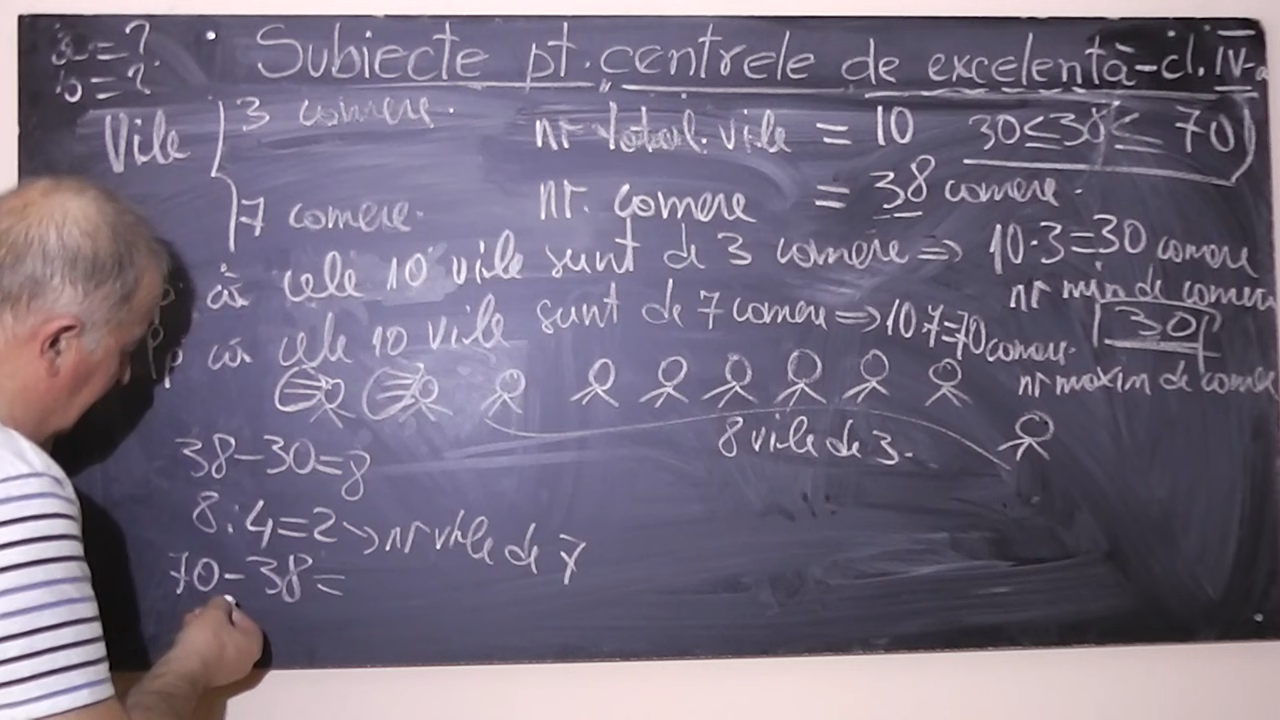 a=?
b=?
Subiecte pt. centrele de excelență-cl. IV-a
Vile
3 camere.
7 camere.
nr total vile = 10
30≤38≤70
nr. camere = 38 camere.
că cele 10 vile sunt de 3 camere ⇒ 10·3=30 camere
nr min de camere
30
Pp că cele 10 vile sunt de 7 camere ⇒ 10·7=70 camere.
nr maxim de camere
8 vile de 3.
38-30=8
8:4=2 → nr vile de 7
70-38=